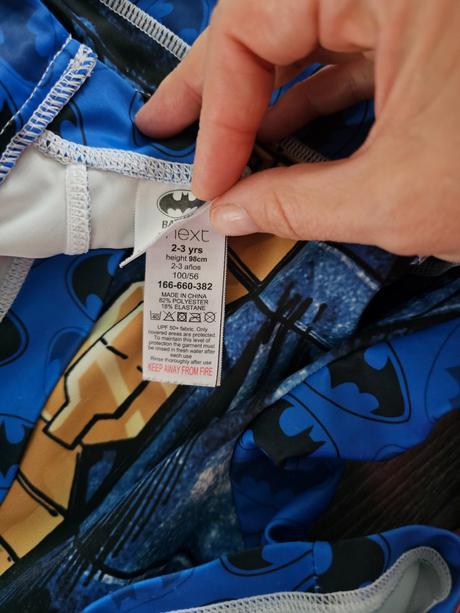 BAT
next
2-3 yrs
height 98cm
2-3 años
100/56
166-660-382
MADE IN CHINA
82% POLYESTER
18% ELASTANE
UPF 50+ fabric. Only
covered areas are protected.
To maintain this level of
protection the garment must
be rinsed in fresh water after
each use
Rinse thoroughly after use
KEEP AWAY FROM FIRE